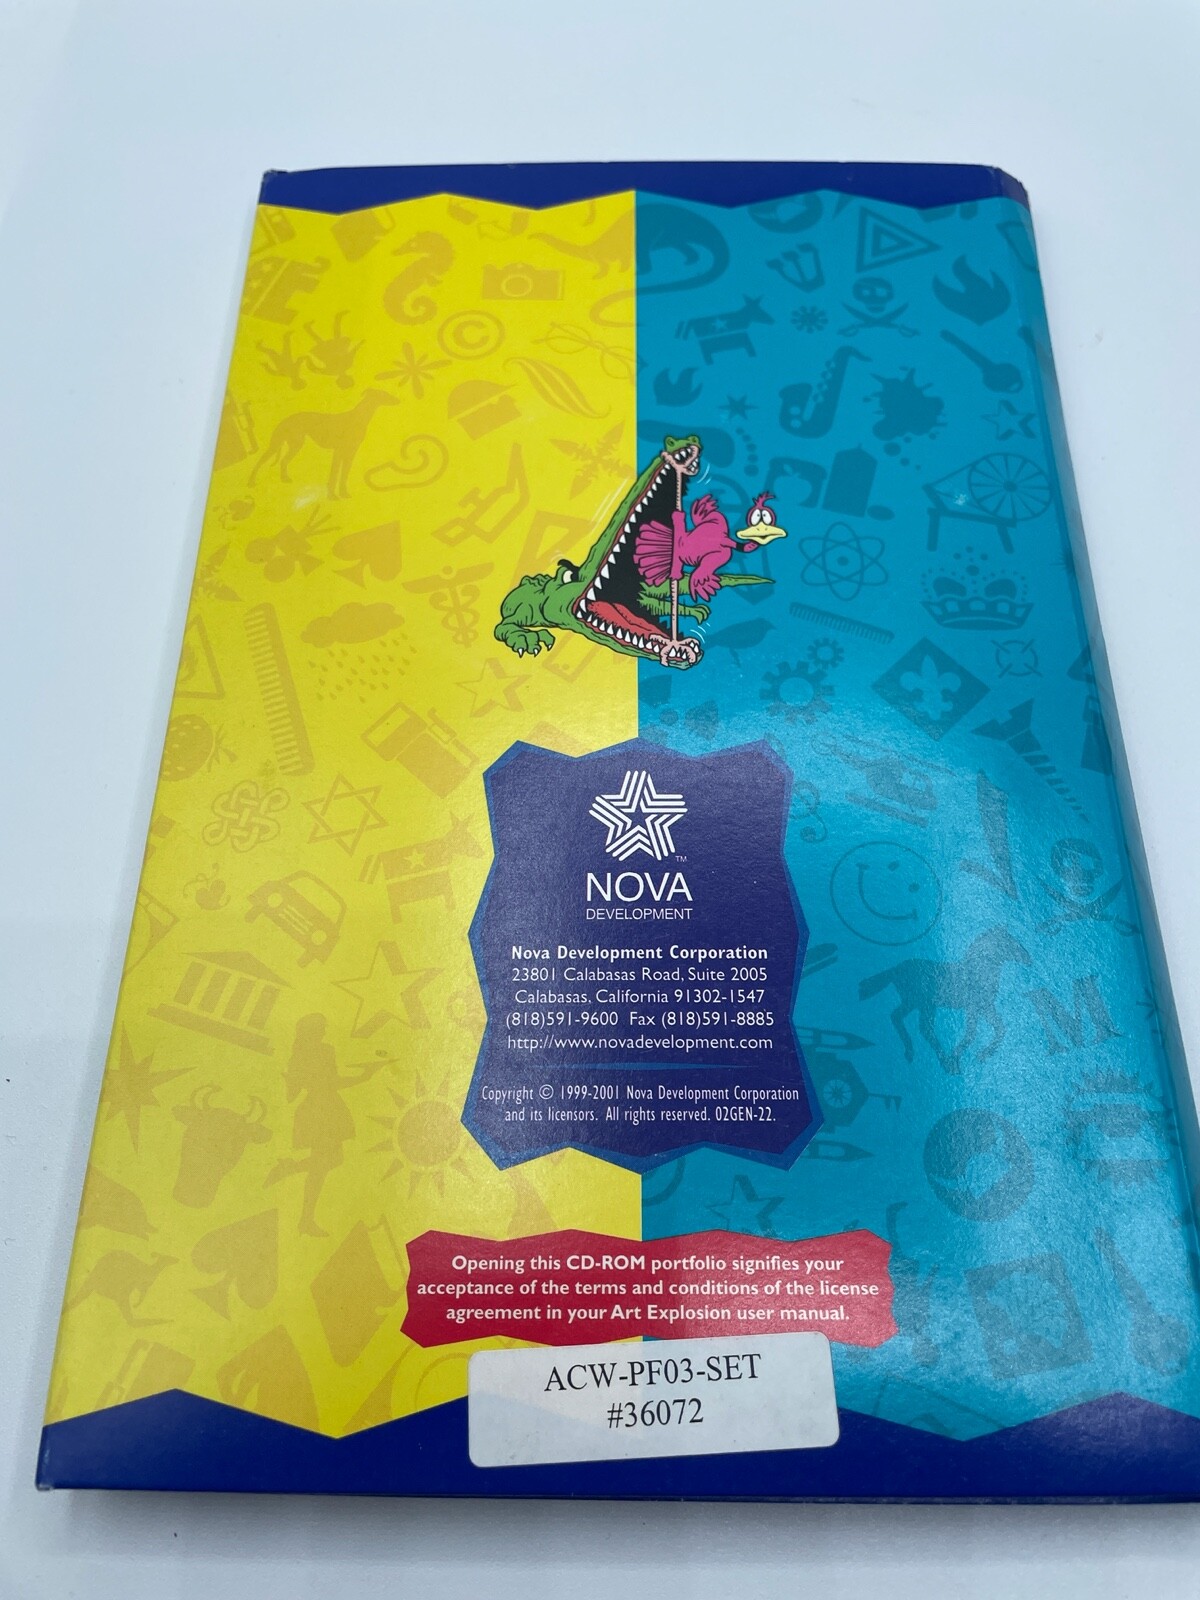 TM
NOVA
DEVELOPMENT
Nova Development Corporation
23801 Calabasas Road, Suite 2005
Calabasas, California 91302-1547
(818)591-9600 Fax (818)591-8885
http://www.novadevelopment.com
Copyright © 1999-2001 Nova Development Corporation
and its licensors. All rights reserved. 02GEN-22.
Opening this CD-ROM portfolio signifies your
acceptance of the terms and conditions of the license
agreement in your Art Explosion user manual.
ACW-PF03-SET
#36072